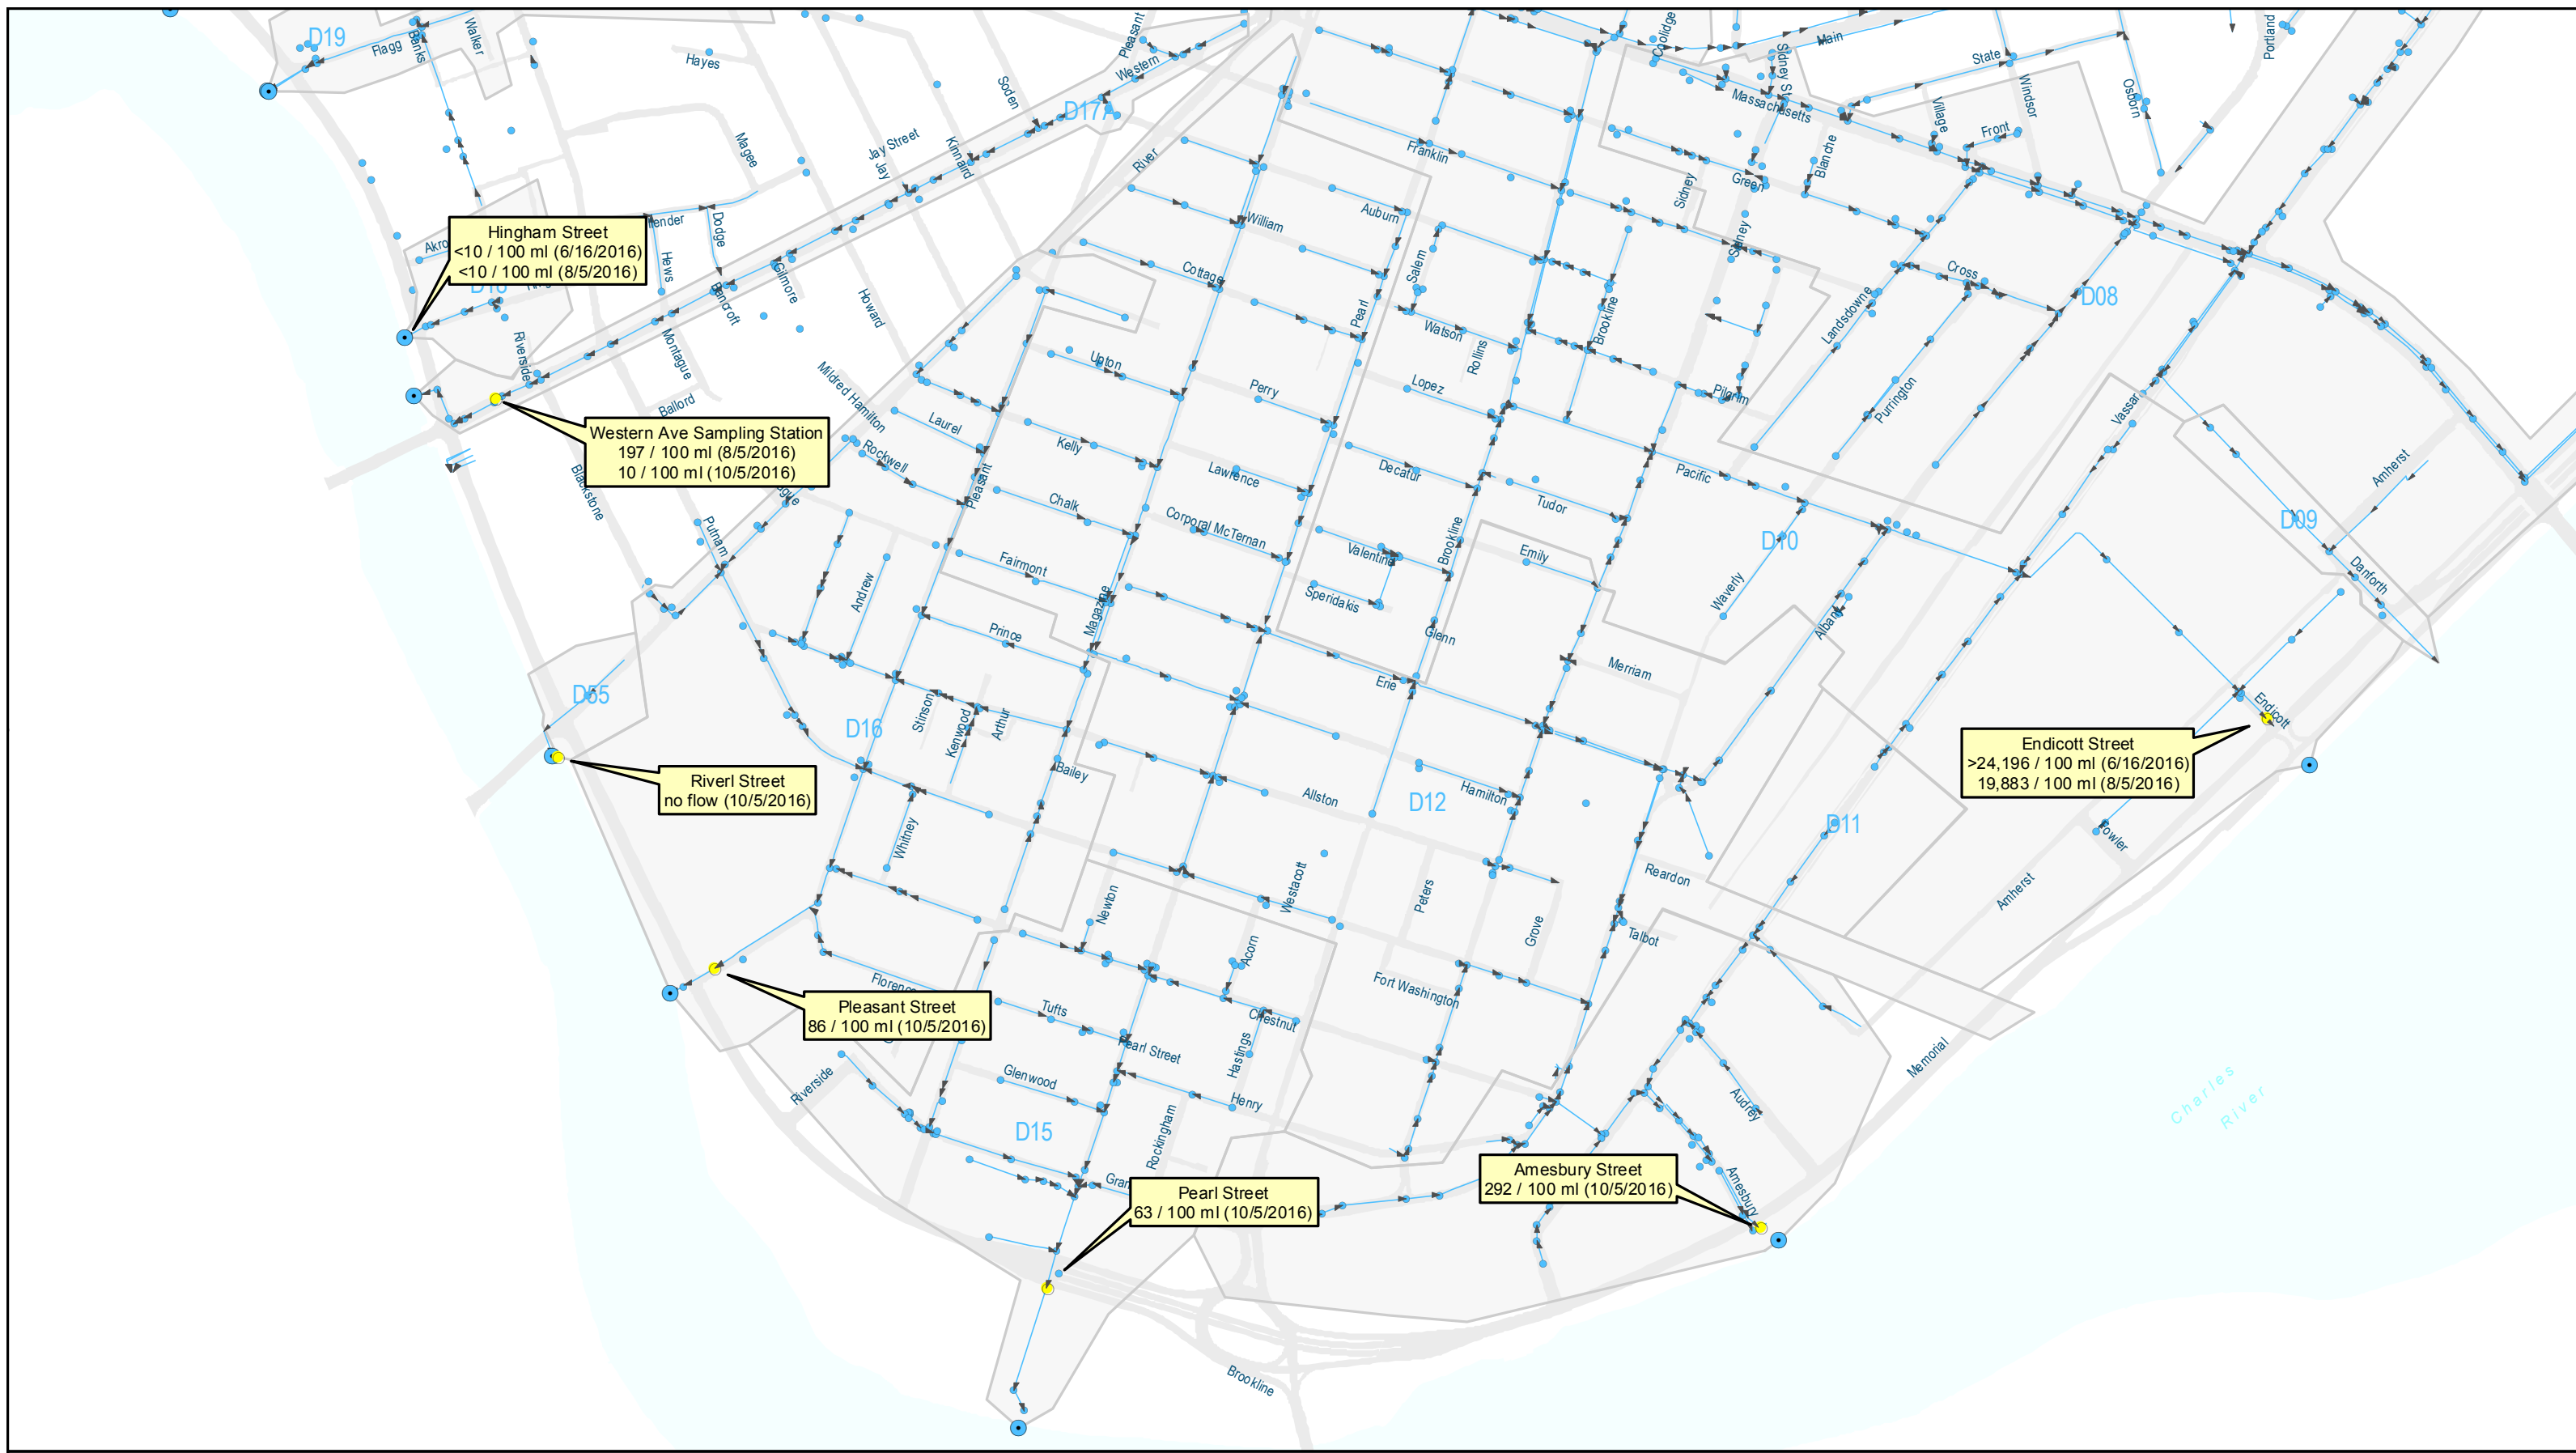 D19
Flagg
Banks
Walker
Hayes
Soden
Pleasant
Western
D17A
Coolidge
Sidney St
Main
State
Portland
Massachusetts
Village
Windsor
Osborn
Front
Magee
Jay Street
Jay
Kinnaird
River
Franklin
Green
Blanche
Sidney
Sidney
Dodge
Hews
William
Auburn
Salem
Cross
D08
Hingham Street
<10 / 100 ml (6/16/2016)
<10 / 100 ml (8/5/2016)
Gilmore
Bancroft
Howard
Cottage
Pearl
Watson
Rollins
Brookline
Landsdowne
Riverside
Montague
Ballord
Mildred Hamilton
Upton
Perry
Lopez
Pilgrim
Purrington
Vassar
Western Ave Sampling Station
197 / 100 ml (8/5/2016)
10 / 100 ml (10/5/2016)
Laurel
Rockwell
Kelly
Lawrence
Decatur
Pacific
Amherst
Blackstone
Pleasant
Chalk
Corporal McTernan
Tudor
Putnam
Valentine
Brookline
Emily
D10
D09
Fairmont
Andrew
Magazine
Speridakis
Waverly
Danforth
Prince
Glenn
Albany
Merriam
D55
Erie
D16
Stinson
Kenwood
Arthur
Endicott
Endicott Street
>24,196 / 100 ml (6/16/2016)
19,883 / 100 ml (8/5/2016)
Riverl Street
no flow (10/5/2016)
Bailey
Allston
Hamilton
D12
D11
Fowler
Whitney
Reardon
Amherst
Newton
Westacott
Peters
Grove
Talbot
Acorn
Fort Washington
Pleasant Street
86 / 100 ml (10/5/2016)
Tufts
Chestnut
Pearl Street
Hastings
Memorial
Glenwood
Riverside
Henry
Audrey
Charles
River
D15
Rockingham
Amesbury
Pearl Street
63 / 100 ml (10/5/2016)
Amesbury Street
292 / 100 ml (10/5/2016)
Brookline